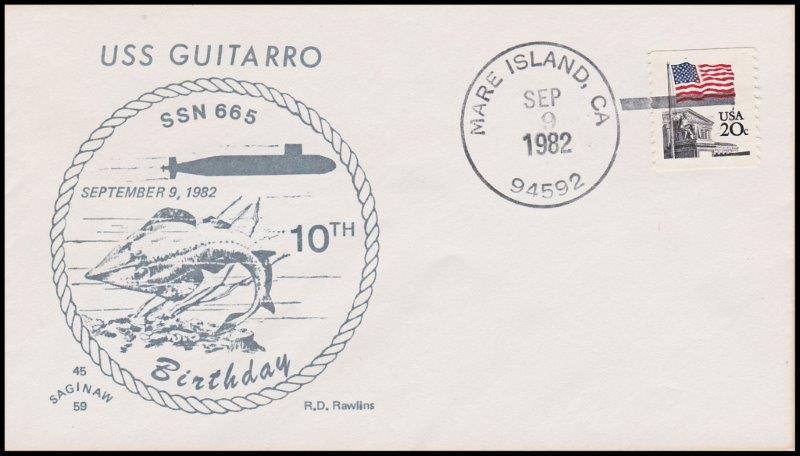 USS GUITARRO
SSN 665
SEPTEMBER 9, 1982
10TH
Birthday
45
SAGINAW
59
R.D. Rawlins
MARE ISLAND, CA
SEP
9
1982
94592
USA
20c